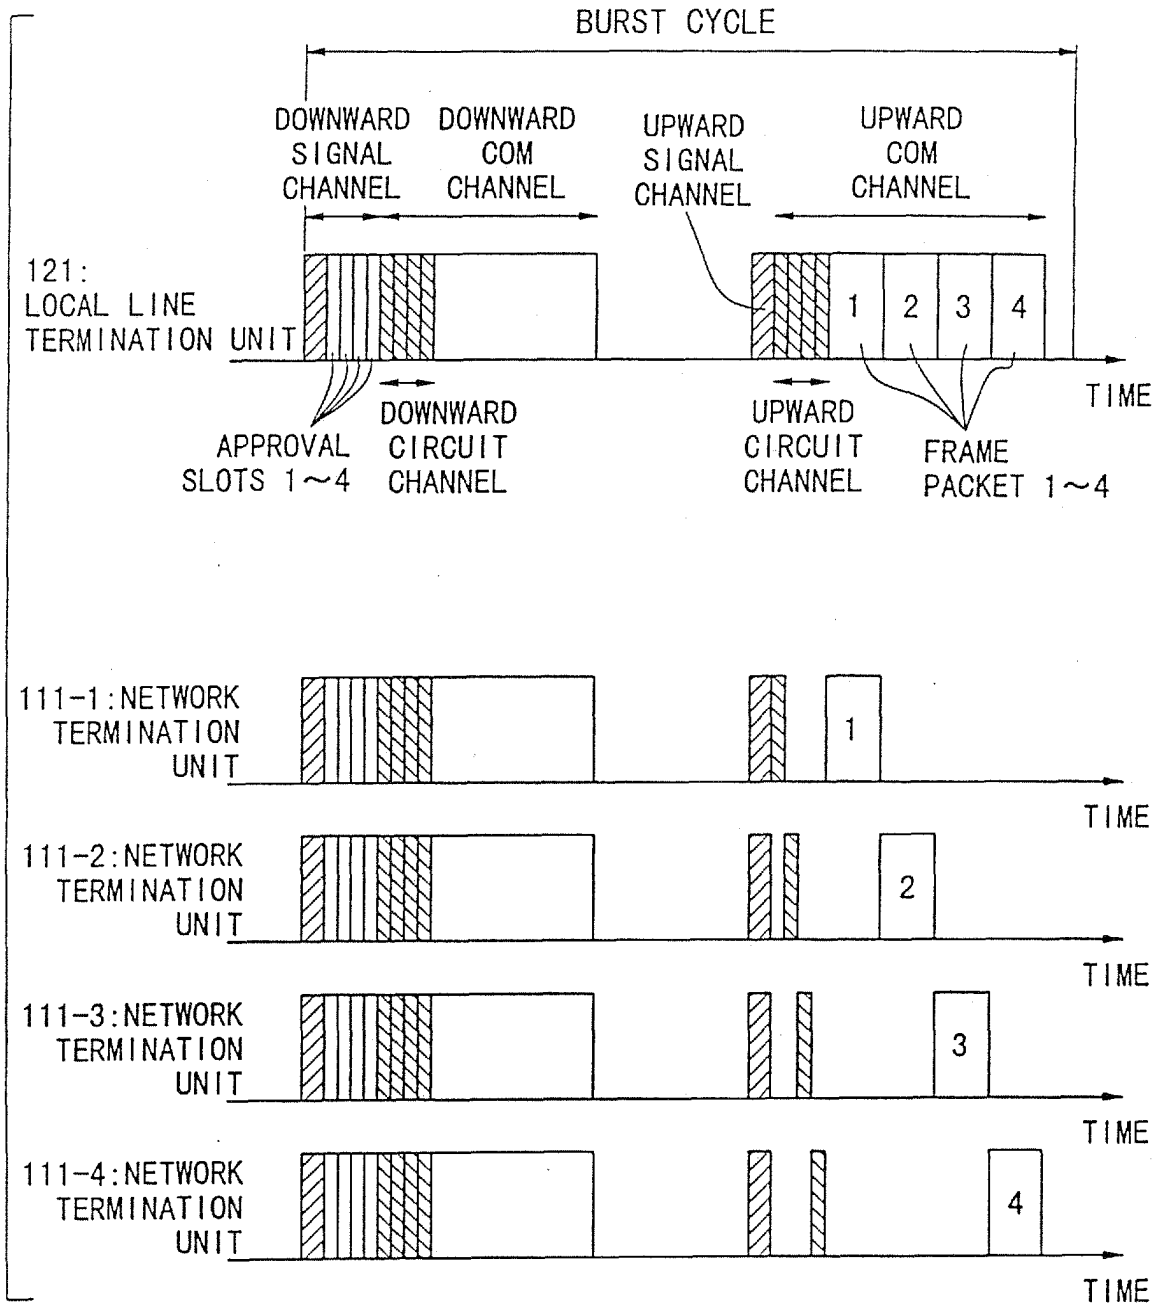 BURST CYCLE
DOWNWARD
SIGNAL
CHANNEL
DOWNWARD
COM
CHANNEL
UPWARD
SIGNAL
CHANNEL
UPWARD
COM
CHANNEL
121:
LOCAL LINE
TERMINATION UNIT
1
2
3
4
TIME
APPROVAL
SLOTS 1~4
DOWNWARD
CIRCUIT
CHANNEL
UPWARD
CIRCUIT
CHANNEL
FRAME
PACKET 1~4
111-1:NETWORK
TERMINATION
UNIT
1
TIME
111-2:NETWORK
TERMINATION
UNIT
2
TIME
111-3:NETWORK
TERMINATION
UNIT
3
TIME
111-4:NETWORK
TERMINATION
UNIT
4
TIME